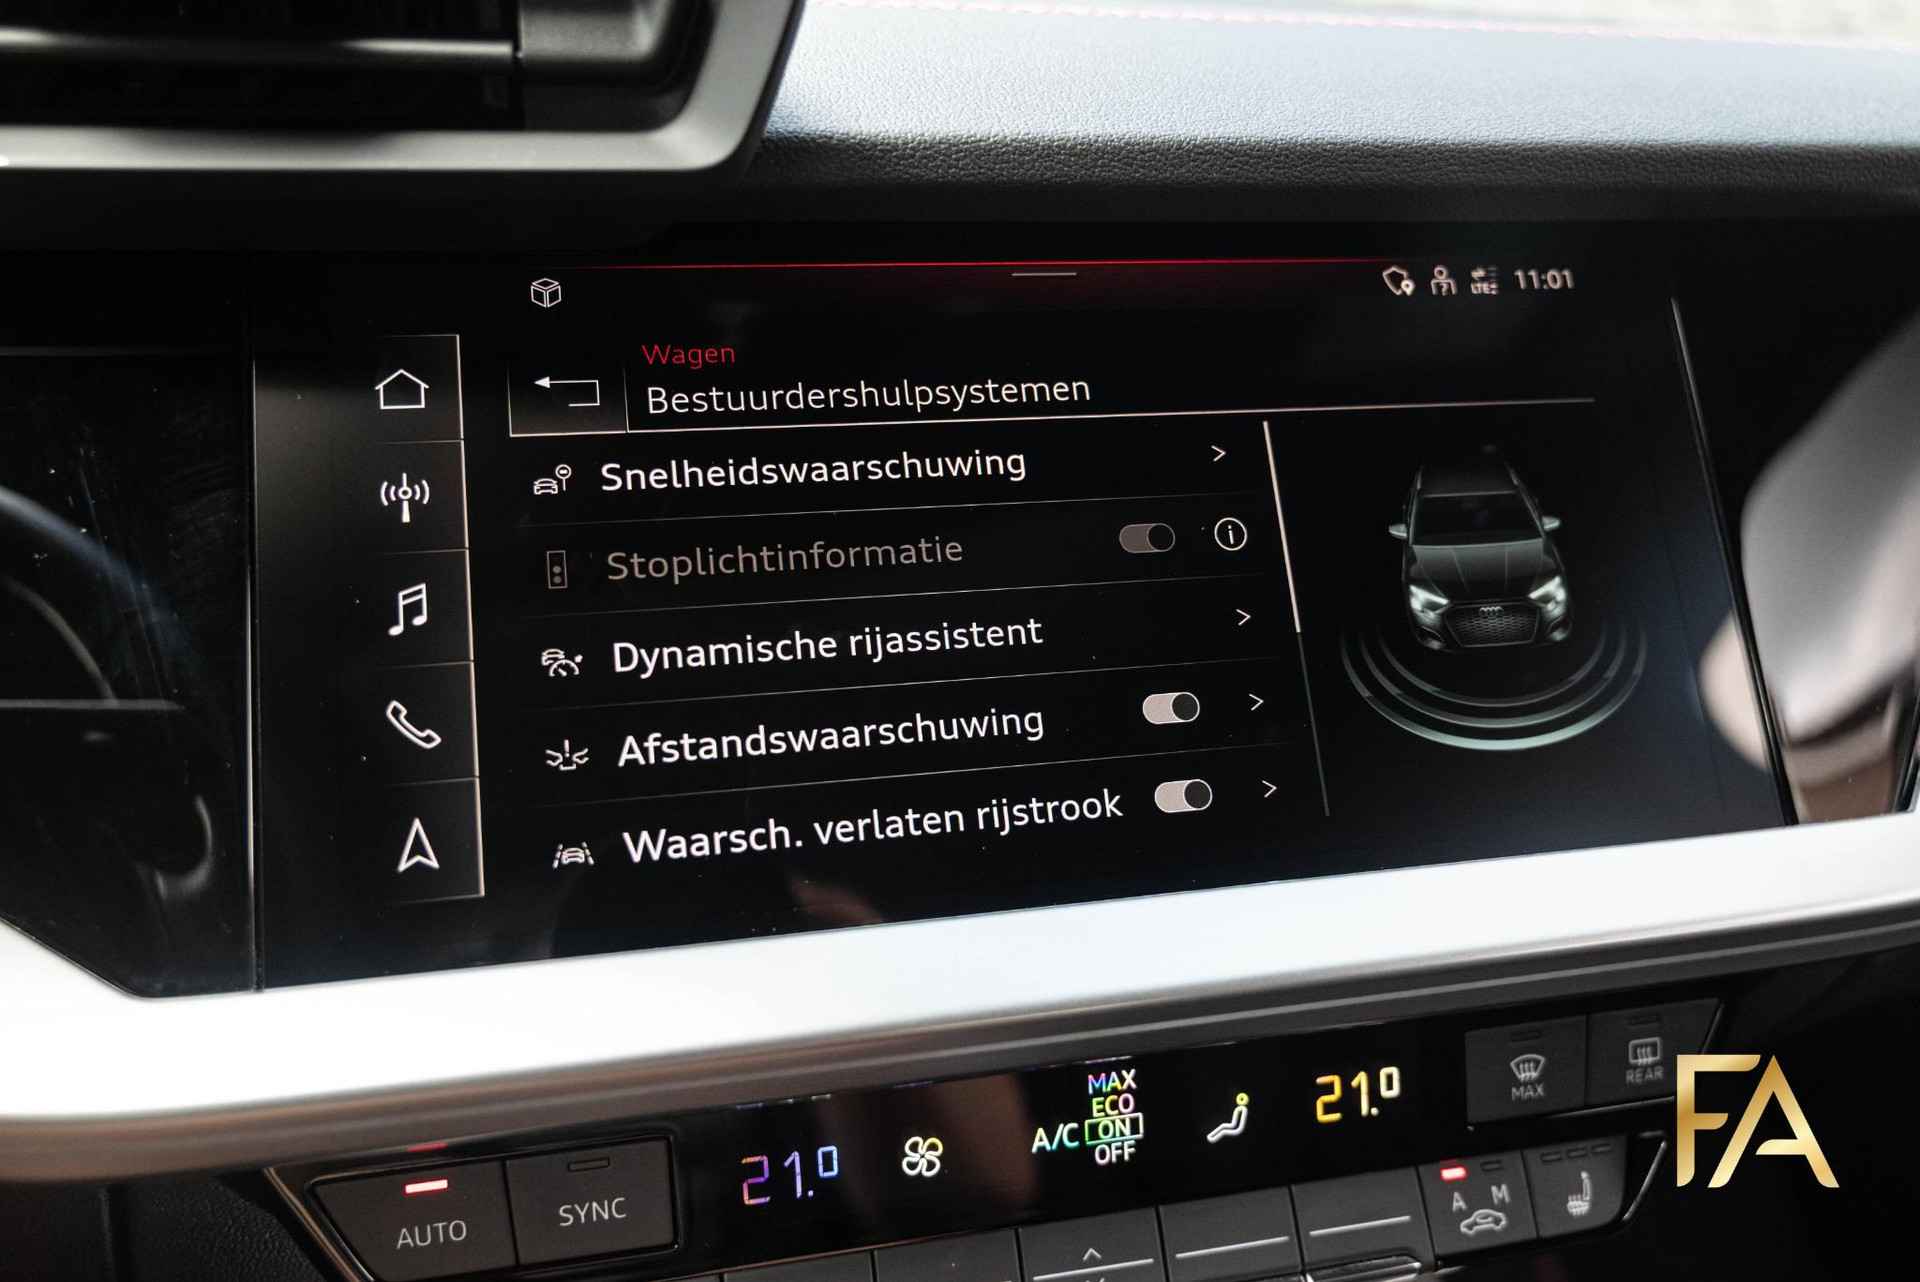 LTE
11:01
Wagen
Bestuurdershulpsystemen
Snelheidswaarschuwing
Stoplichtinformatie
Dynamische rijassistent
Afstandswaarschuwing
Waarsch. verlaten rijstrook
MAX
ECO
A/C ON
OFF
21.0
21.0
MAX
REAR
AUTO
SYNC
A M
FA